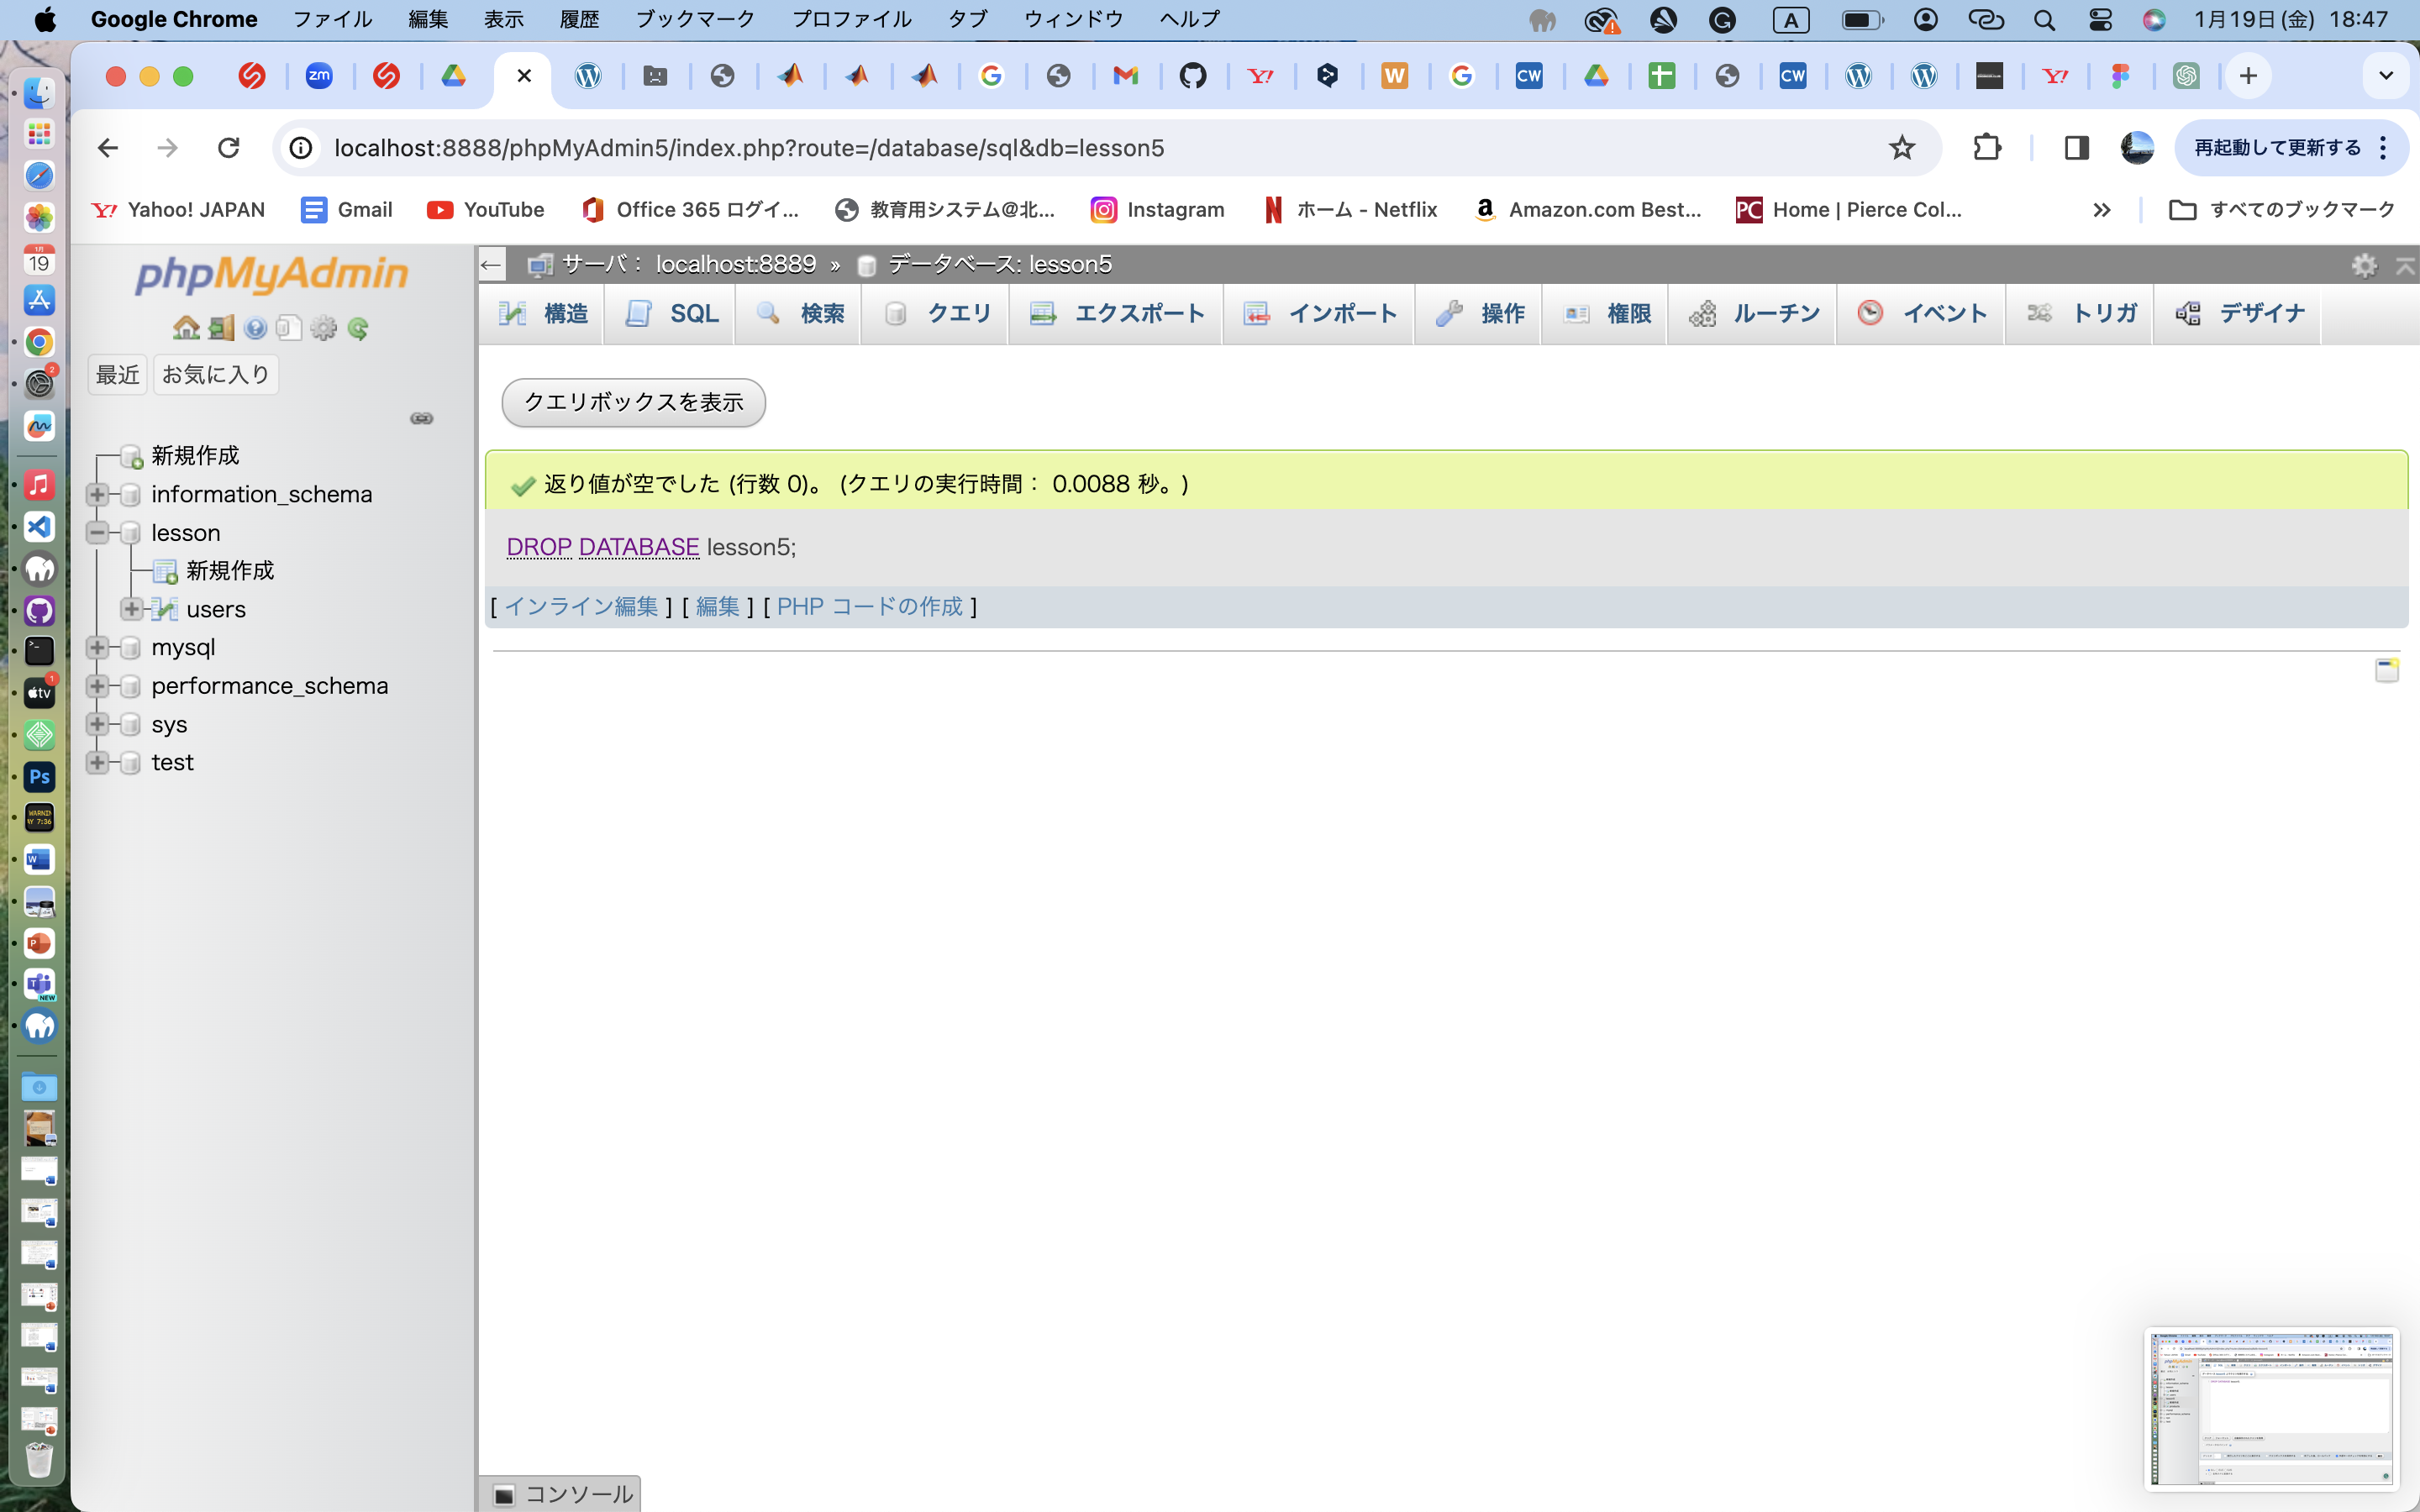 Google Chrome ファイル 編集 表示 履歴 ブックマーク プロファイル タブ ウィンドウ ヘルプ A 1月19日(金) 18:47
localhost:8888/phpMyAdmin5/index.php?route=/database/sql&db=lesson5 再起動して更新する
Yahoo! JAPAN Gmail YouTube Office 365 ログイ... 教育用システム@北... Instagram ホーム - Netflix Amazon.com Best... PC Home | Pierce Col... » すべてのブックマーク
phpMyAdmin
最近 お気に入り
新規作成
information_schema
lesson
新規作成
users
mysql
performance_schema
sys
test
サーバ: localhost:8889 » データベース: lesson5
構造 SQL 検索 クエリ エクスポート インポート 操作 権限 ルーチン イベント トリガ デザイナ
クエリボックスを表示
返り値が空でした (行数 0)。 (クエリの実行時間: 0.0088 秒。)
DROP DATABASE lesson5;
[ インライン編集 ] [ 編集 ] [ PHP コードの作成 ]
コンソール